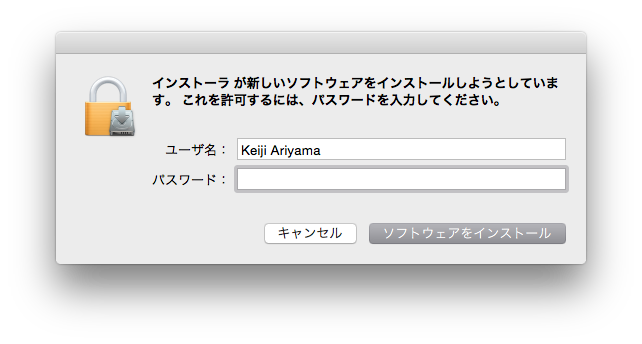 インストーラ が新しいソフトウェアをインストールしようとしていま
す。 これを許可するには、パスワードを入力してください。
ユーザ名：
Keiji Ariyama
パスワード：
キャンセル
ソフトウェアをインストール